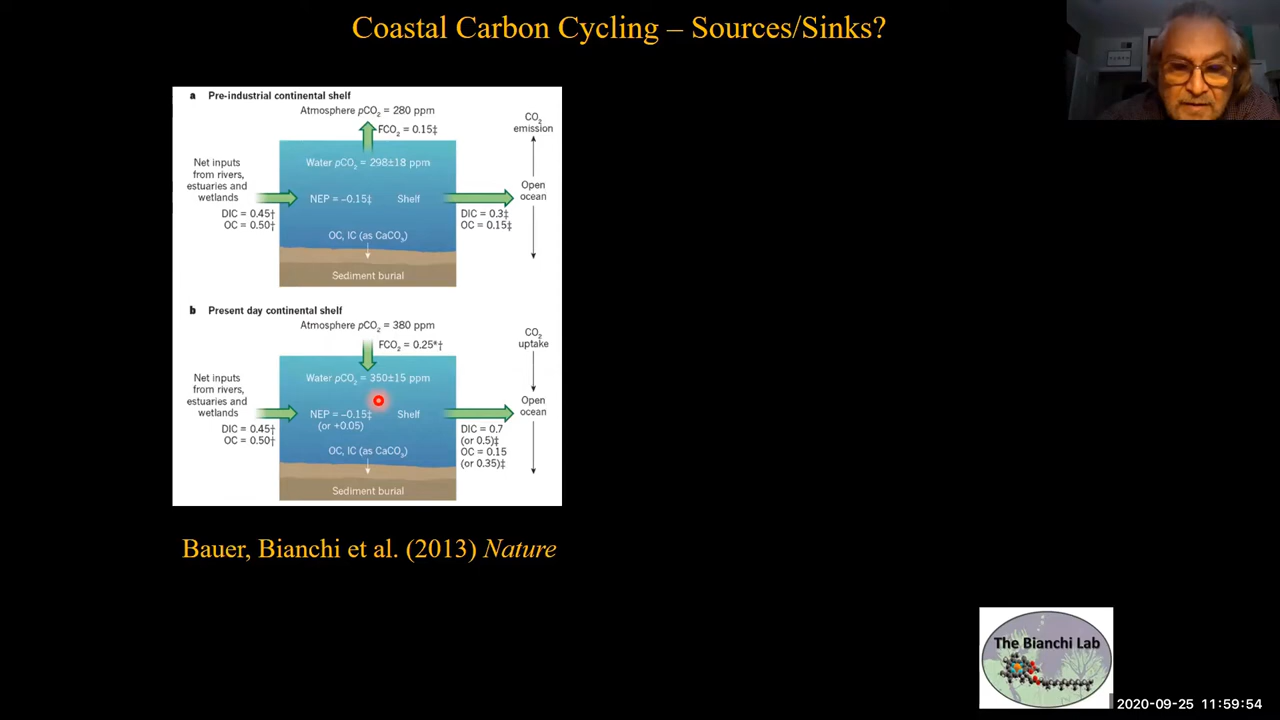 Coastal Carbon Cycling – Sources/Sinks?
a Pre-industrial continental shelf
Atmosphere pCO₂ = 280 ppm
FCO₂ = 0.15‡
CO₂
emission
Water pCO₂ = 298±18 ppm
Net inputs
from rivers,
estuaries and
wetlands
DIC = 0.45†
OC = 0.50†
NEP = –0.15‡
Shelf
Open
ocean
DIC = 0.3‡
OC = 0.15‡
OC, IC (as CaCO₃)
Sediment burial
b Present day continental shelf
Atmosphere pCO₂ = 380 ppm
FCO₂ = 0.25*†
CO₂
uptake
Water pCO₂ = 350±15 ppm
Net inputs
from rivers,
estuaries and
wetlands
DIC = 0.45†
OC = 0.50†
NEP = –0.15‡
(or +0.05)
Shelf
Open
ocean
DIC = 0.7
(or 0.5)‡
OC = 0.15
(or 0.35)‡
OC, IC (as CaCO₃)
Sediment burial
Bauer, Bianchi et al. (2013) Nature
The Bianchi Lab
2020-09-25 11:59:54